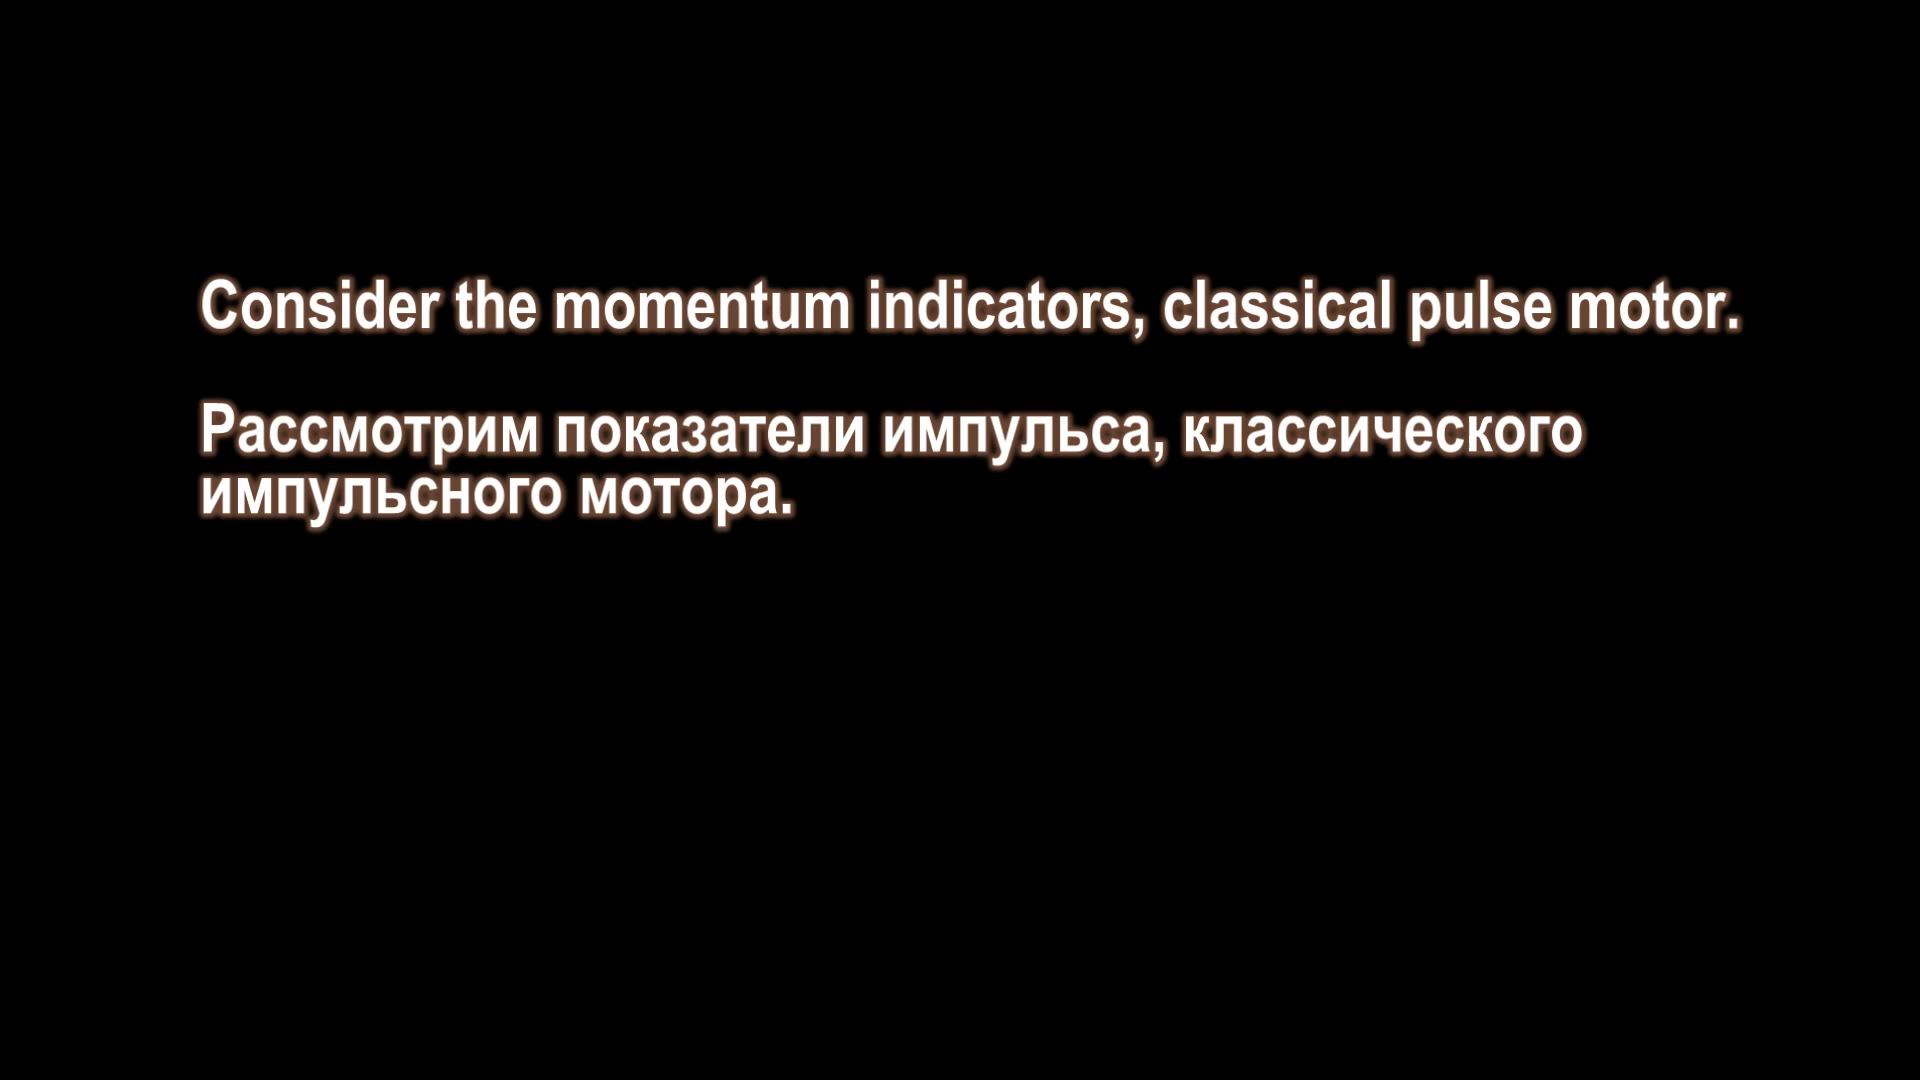 Consider the momentum indicators, classical pulse motor.
Рассмотрим показатели импульса, классического
импульсного мотора.